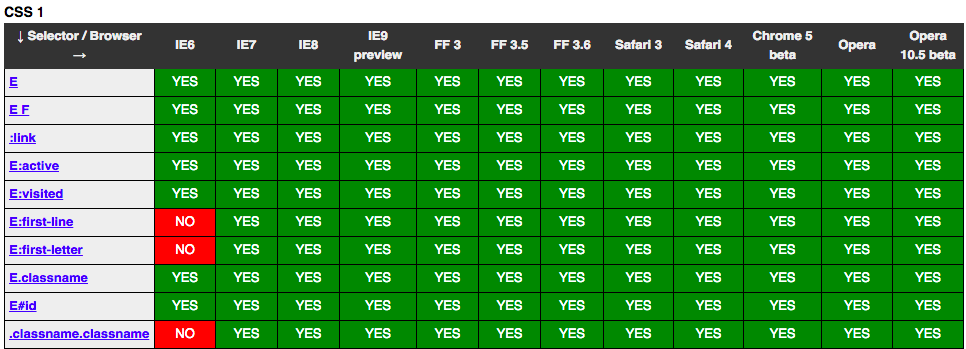 CSS 1
↓ Selector / Browser → IE6 IE7 IE8 IE9 preview FF 3 FF 3.5 FF 3.6 Safari 3 Safari 4 Chrome 5 beta Opera Opera 10.5 beta
E YES YES YES YES YES YES YES YES YES YES YES YES
E F YES YES YES YES YES YES YES YES YES YES YES YES
:link YES YES YES YES YES YES YES YES YES YES YES YES
E:active YES YES YES YES YES YES YES YES YES YES YES YES
E:visited YES YES YES YES YES YES YES YES YES YES YES YES
E:first-line NO YES YES YES YES YES YES YES YES YES YES YES
E:first-letter NO YES YES YES YES YES YES YES YES YES YES YES
E.classname YES YES YES YES YES YES YES YES YES YES YES YES
E#id YES YES YES YES YES YES YES YES YES YES YES YES
.classname.classname NO YES YES YES YES YES YES YES YES YES YES YES